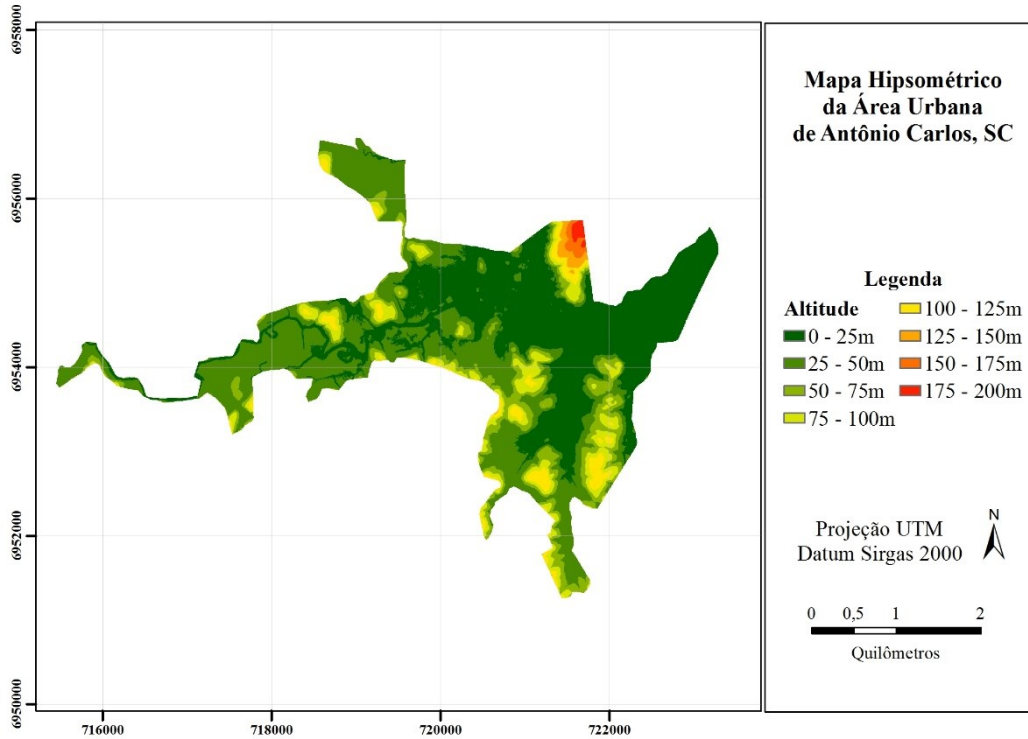 6958000
6956000
6954000
6952000
6950000
716000
718000
720000
722000
Mapa Hipsométrico
da Área Urbana
de Antônio Carlos, SC
Legenda
Altitude
0 - 25m
25 - 50m
50 - 75m
75 - 100m
100 - 125m
125 - 150m
150 - 175m
175 - 200m
Projeção UTM
Datum Sirgas 2000
N
0 0,5 1 2
Quilômetros